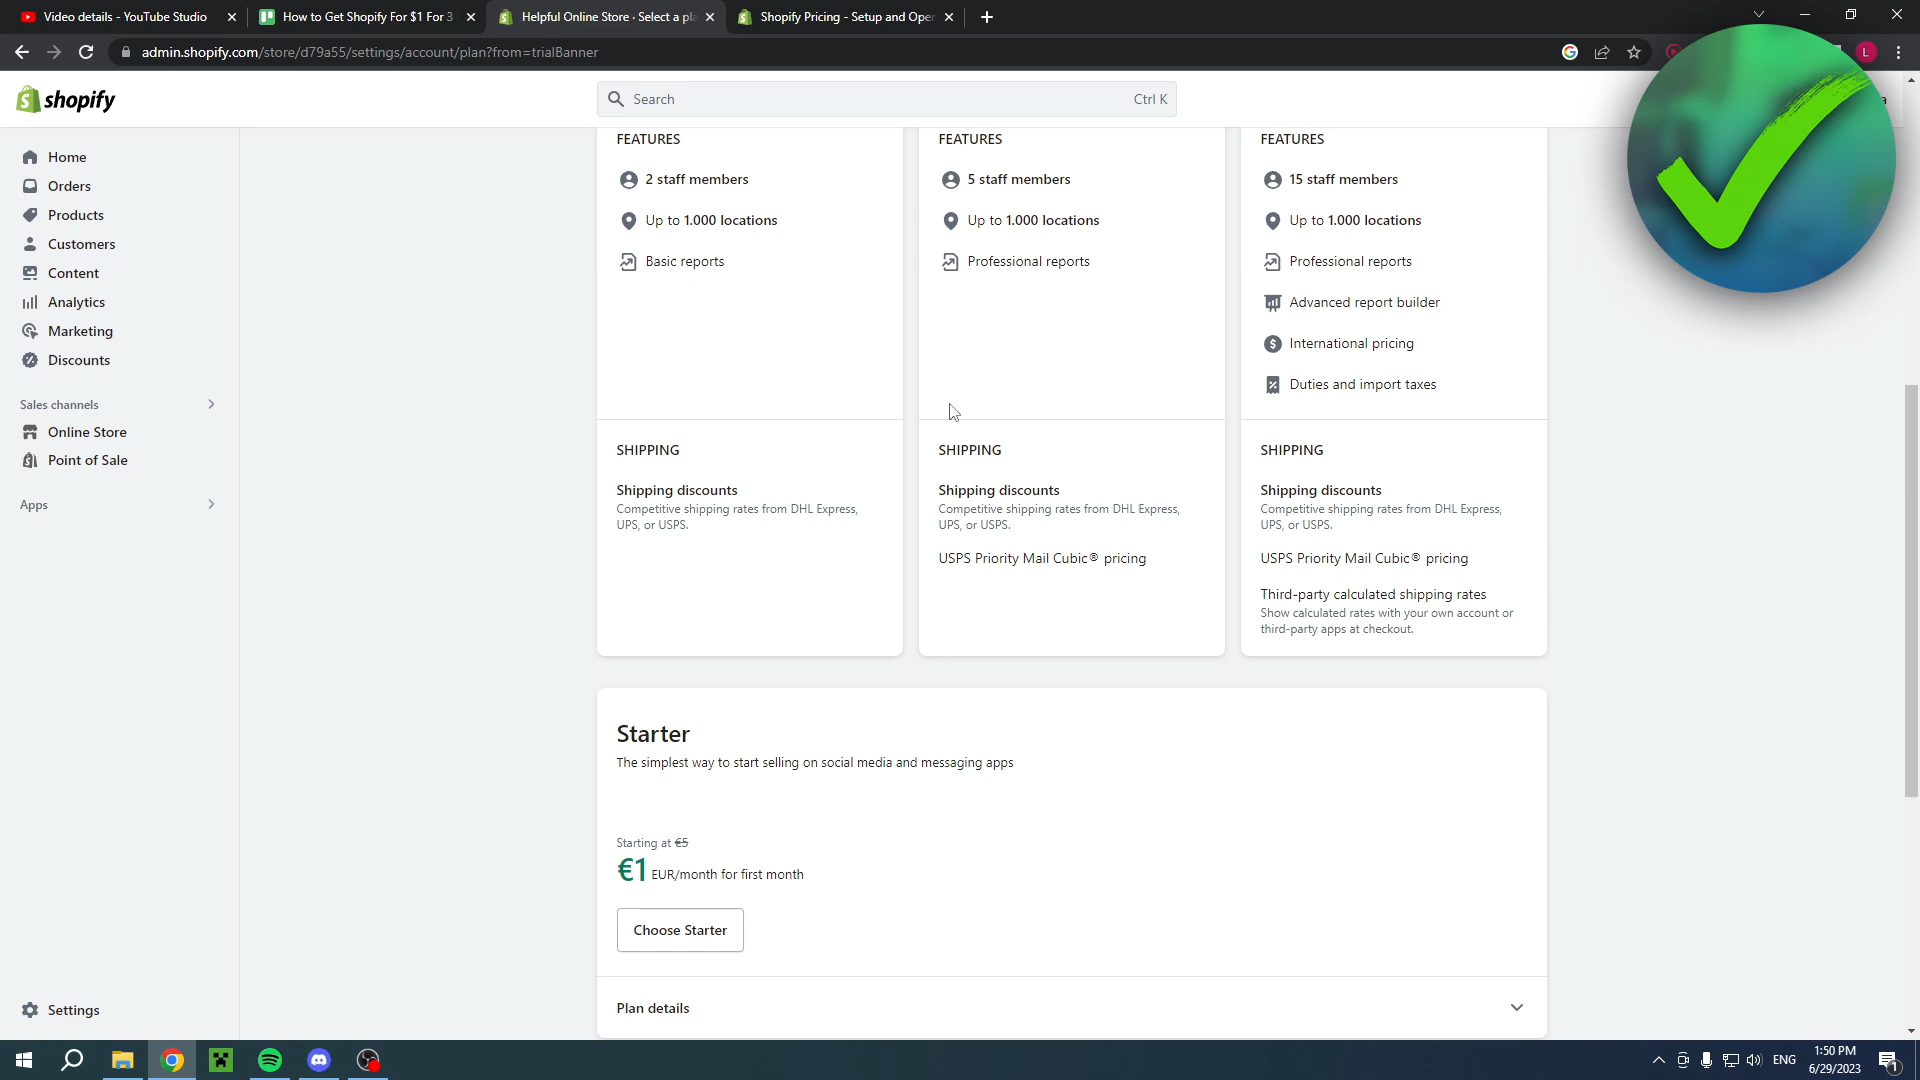 Video details - YouTube Studio
How to Get Shopify For $1 For 3
Helpful Online Store · Select a pla
Shopify Pricing - Setup and Oper
admin.shopify.com/store/d79a55/settings/account/plan?from=trialBanner
L
shopify
Search
Ctrl K
a
Home
Orders
Products
Customers
Content
Analytics
Marketing
Discounts
Sales channels
Online Store
Point of Sale
Apps
Settings
FEATURES
2 staff members
Up to 1.000 locations
Basic reports
SHIPPING
Shipping discounts
Competitive shipping rates from DHL Express,
UPS, or USPS.
FEATURES
5 staff members
Up to 1.000 locations
Professional reports
SHIPPING
Shipping discounts
Competitive shipping rates from DHL Express,
UPS, or USPS.
USPS Priority Mail Cubic® pricing
FEATURES
15 staff members
Up to 1.000 locations
Professional reports
Advanced report builder
International pricing
Duties and import taxes
SHIPPING
Shipping discounts
Competitive shipping rates from DHL Express,
UPS, or USPS.
USPS Priority Mail Cubic® pricing
Third-party calculated shipping rates
Show calculated rates with your own account or
third-party apps at checkout.
Starter
The simplest way to start selling on social media and messaging apps
Starting at €5
€1 EUR/month for first month
Choose Starter
Plan details
ENG
1:50 PM
6/29/2023
1